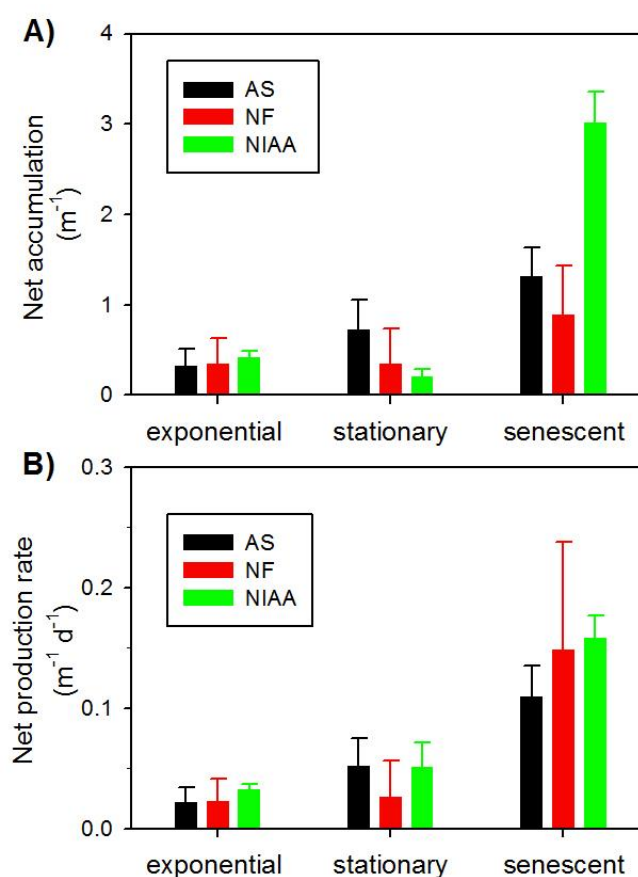 A)
Net accumulation
(m⁻¹)
4
3
2
1
0
AS
NF
NIAA
exponential stationary senescent
B)
Net production rate
(m⁻¹ d⁻¹)
0.3
0.2
0.1
0.0
AS
NF
NIAA
exponential stationary senescent